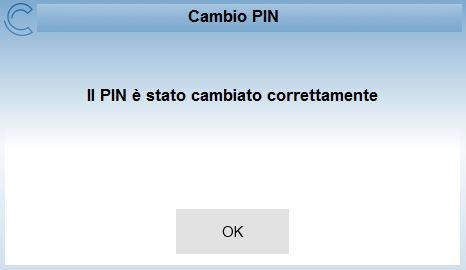 Cambio PIN
Il PIN è stato cambiato correttamente
OK